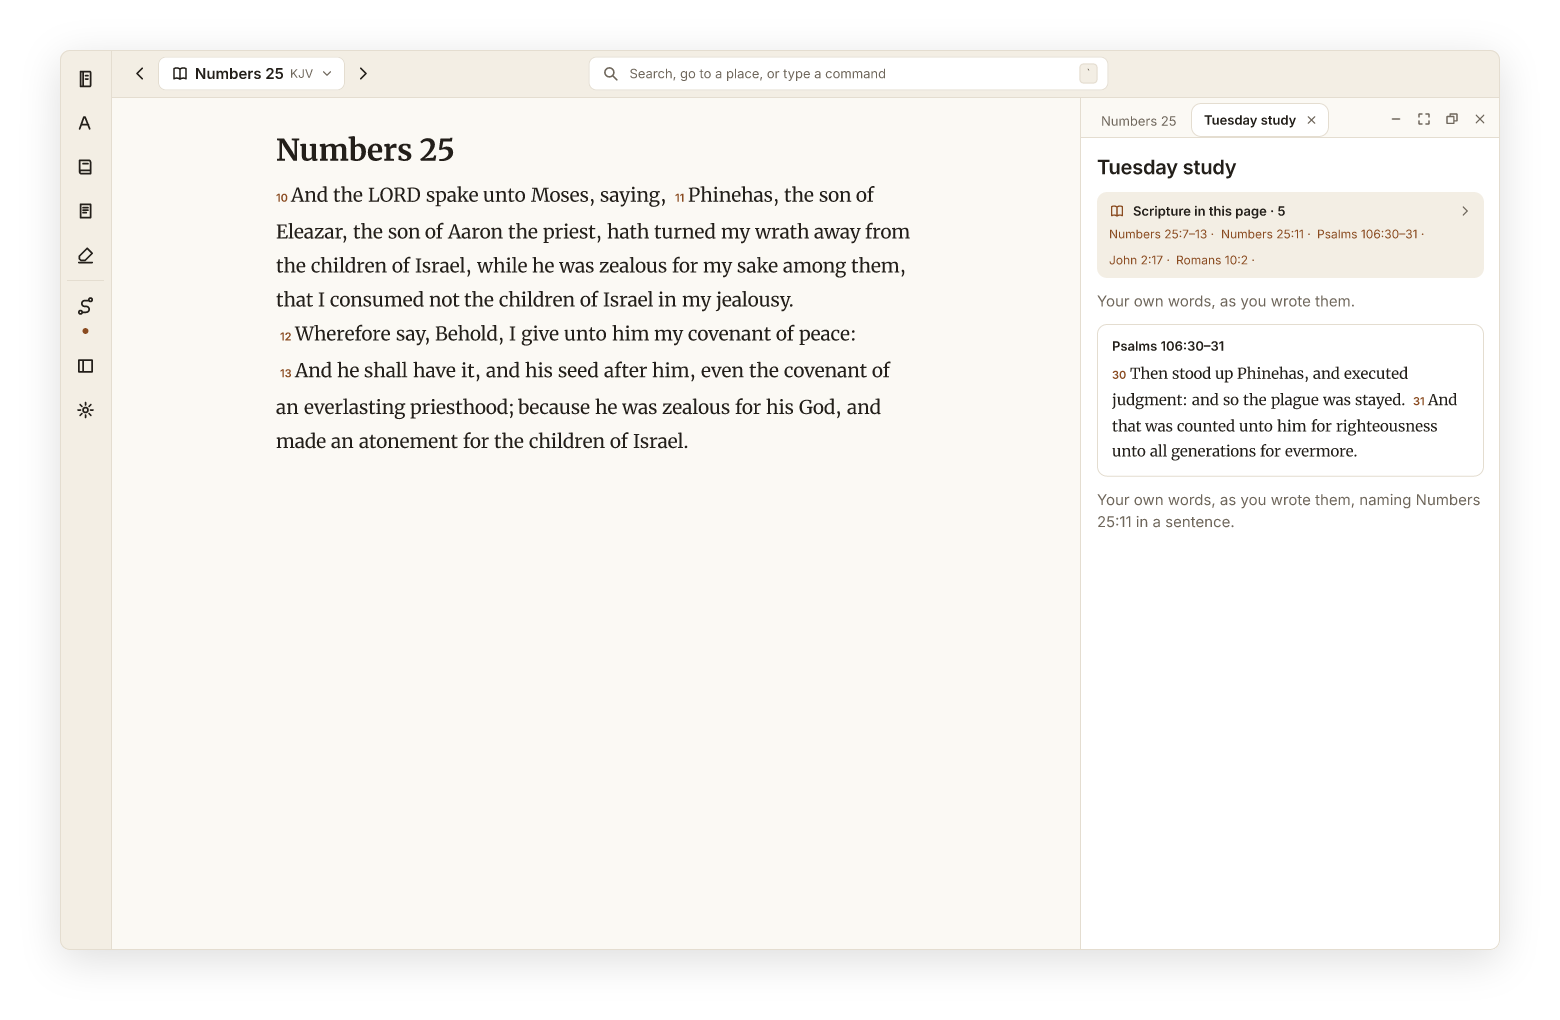 Numbers 25 KJV
Search, go to a place, or type a command
Numbers 25
10 And the LORD spake unto Moses, saying, 11 Phinehas, the son of
Eleazar, the son of Aaron the priest, hath turned my wrath away from
the children of Israel, while he was zealous for my sake among them,
that I consumed not the children of Israel in my jealousy.
12 Wherefore say, Behold, I give unto him my covenant of peace:
13 And he shall have it, and his seed after him, even the covenant of
an everlasting priesthood; because he was zealous for his God, and
made an atonement for the children of Israel.
Numbers 25
Tuesday study
Tuesday study
Scripture in this page · 5
Numbers 25:7–13 · Numbers 25:11 · Psalms 106:30–31 ·
John 2:17 · Romans 10:2 ·
Your own words, as you wrote them.
Psalms 106:30–31
30 Then stood up Phinehas, and executed
judgment: and so the plague was stayed. 31 And
that was counted unto him for righteousness
unto all generations for evermore.
Your own words, as you wrote them, naming Numbers
25:11 in a sentence.